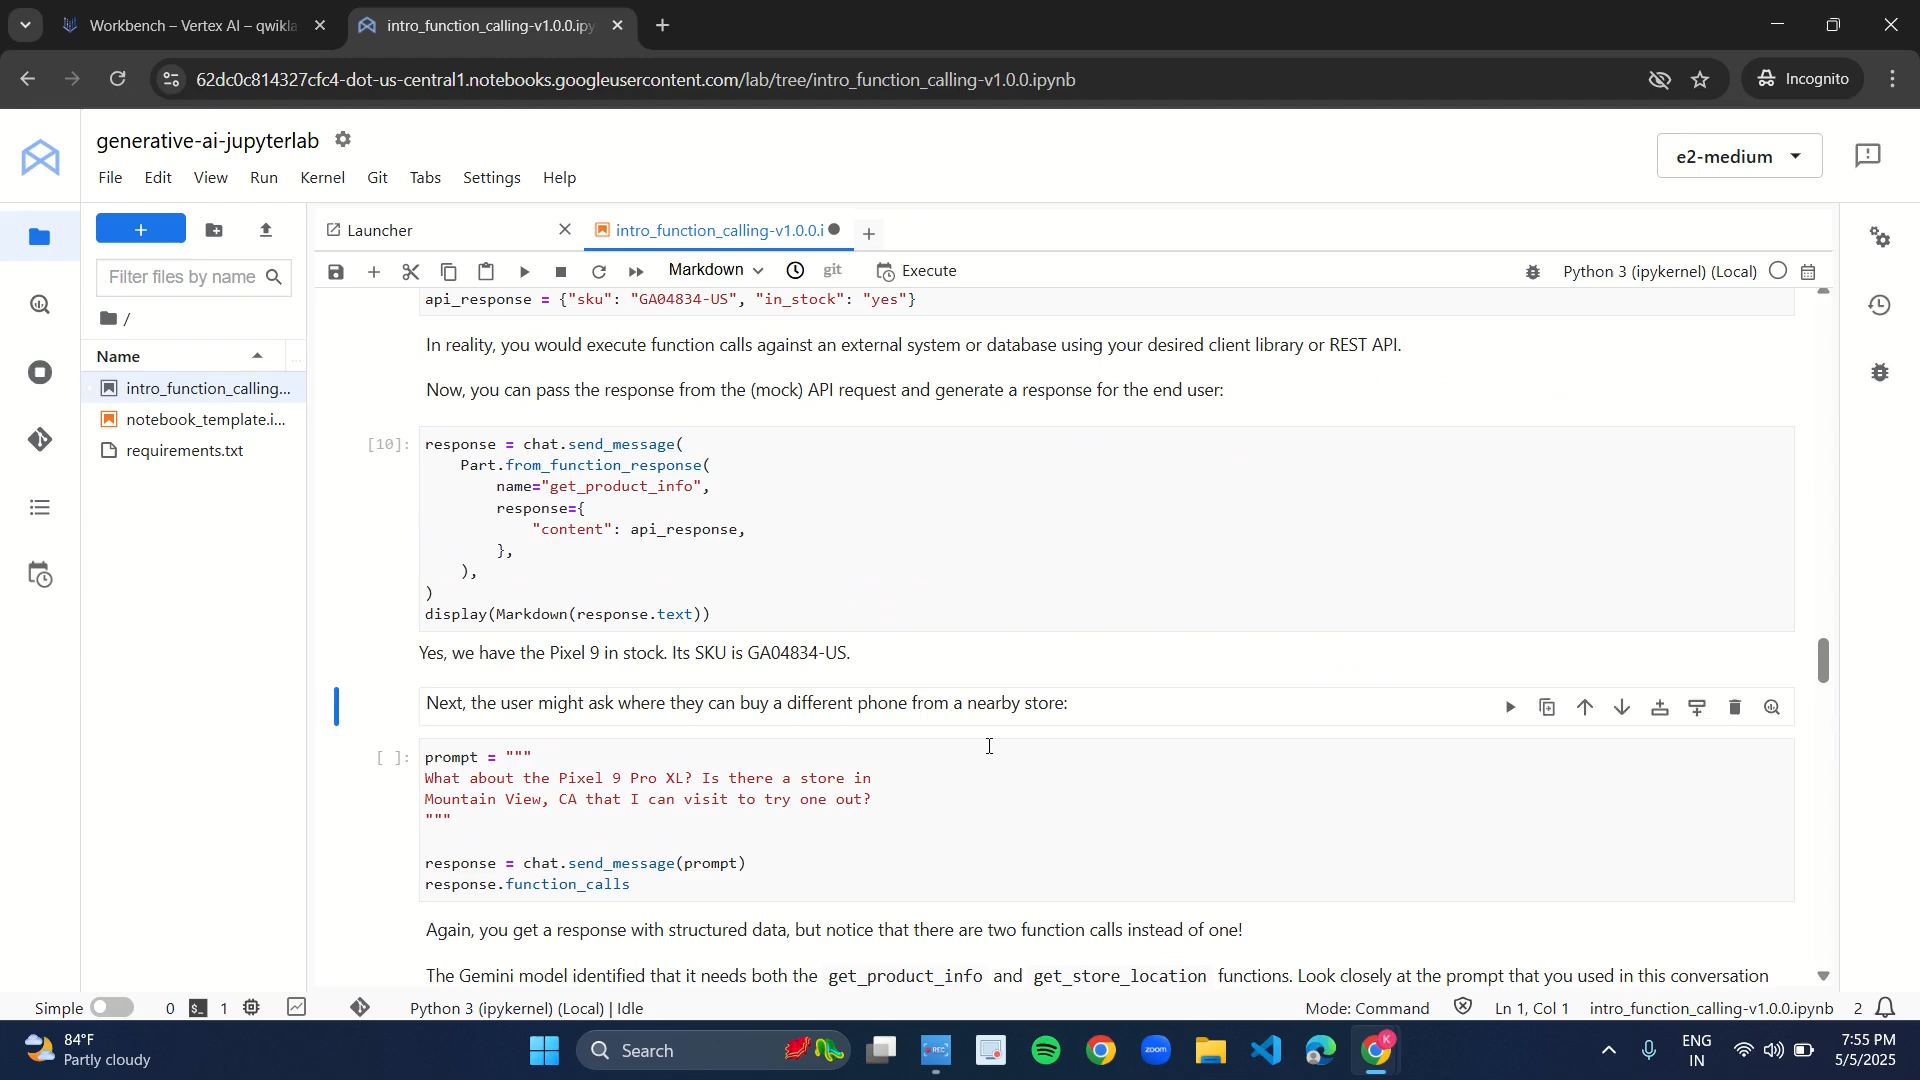 Workbench – Vertex AI – qwikla
intro_function_calling-v1.0.0.ipy
62dc0c814327cfc4-dot-us-central1.notebooks.googleusercontent.com/lab/tree/intro_function_calling-v1.0.0.ipynb
Incognito
generative-ai-jupyterlab
File Edit View Run Kernel Git Tabs Settings Help
e2-medium
Launcher
intro_function_calling-v1.0.0.i
Filter files by name
Markdown
git
Execute
Python 3 (ipykernel) (Local)
/
Name
intro_function_calling...
notebook_template.i...
requirements.txt
api_response = {"sku": "GA04834-US", "in_stock": "yes"}
In reality, you would execute function calls against an external system or database using your desired client library or REST API.
Now, you can pass the response from the (mock) API request and generate a response for the end user:
[10]:
response = chat.send_message(
Part.from_function_response(
name="get_product_info",
response={
"content": api_response,
},
),
)
display(Markdown(response.text))
Yes, we have the Pixel 9 in stock. Its SKU is GA04834-US.
Next, the user might ask where they can buy a different phone from a nearby store:
[ ]:
prompt = """
What about the Pixel 9 Pro XL? Is there a store in
Mountain View, CA that I can visit to try one out?
"""
response = chat.send_message(prompt)
response.function_calls
Again, you get a response with structured data, but notice that there are two function calls instead of one!
The Gemini model identified that it needs both the get_product_info and get_store_location functions. Look closely at the prompt that you used in this conversation
Simple 0 1 Python 3 (ipykernel) (Local) | Idle Mode: Command Ln 1, Col 1 intro_function_calling-v1.0.0.ipynb 2
84°F
Partly cloudy
Search
REC
zoom
K
ENG
IN
7:55 PM
5/5/2025